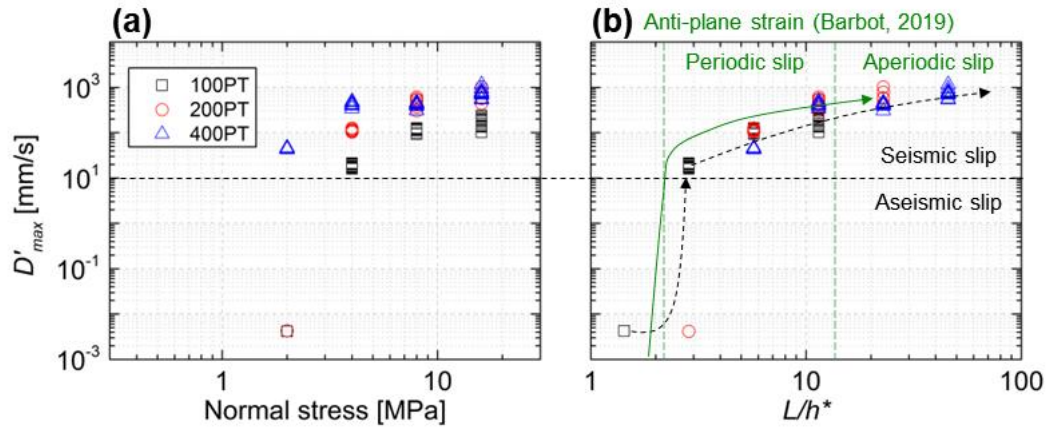 (a)
100PT
200PT
400PT
D'max [mm/s]
10³
10¹
10⁻¹
10⁻³
1
10
Normal stress [MPa]
(b)
Anti-plane strain (Barbot, 2019)
Periodic slip
Aperiodic slip
Seismic slip
Aseismic slip
1
10
100
L/h*